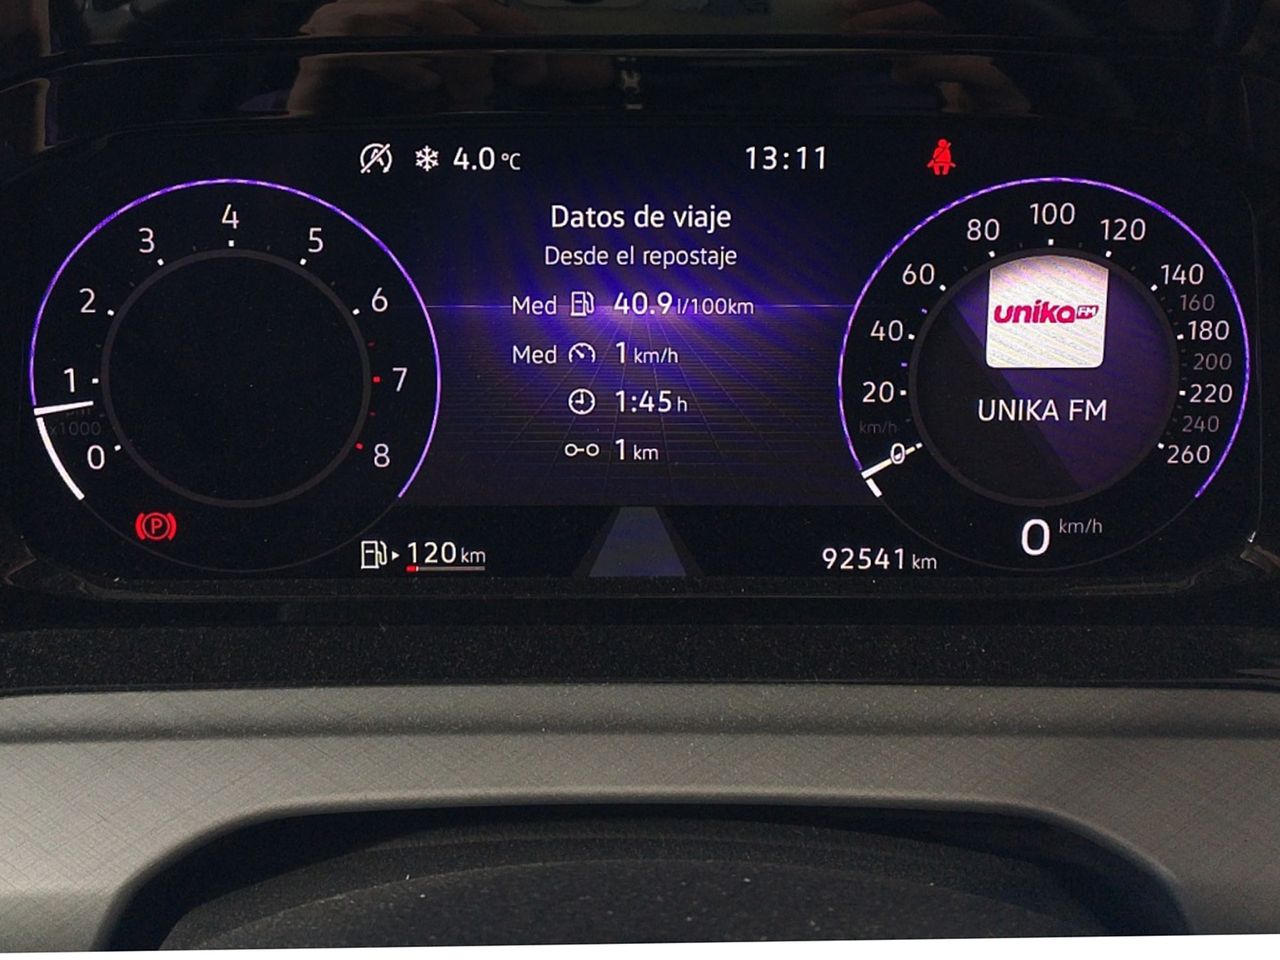 4.0 °C
13:11
Datos de viaje
Desde el repostaje
Med 40.9 l/100km
Med 1 km/h
1:45 h
1 km
0
1
2
3
4
5
6
7
8
x1000
P
120 km
0
20
40
60
80
100
120
140
160
180
200
220
240
260
km/h
unika FM
UNIKA FM
0 km/h
92541 km